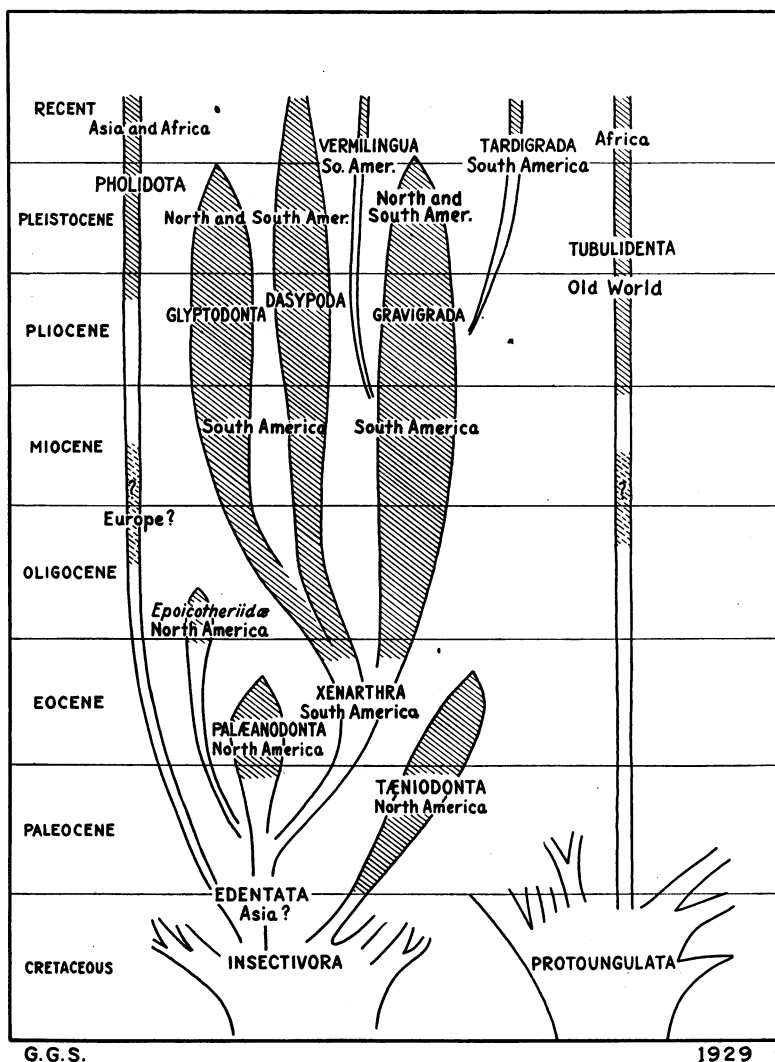 RECENT
Asia and Africa
PHOLIDOTA
VERMILINGUA
So. Amer.
TARDIGRADA
South America
Africa
PLEISTOCENE
North and South Amer.
North and
South Amer.
TUBULIDENTA
Old World
PLIOCENE
GLYPTODONTA
DASYPODA
GRAVIGRADA
MIOCENE
South America
South America
?
Europe?
?
OLIGOCENE
Epoicotheriidæ
North America
EOCENE
XENARTHRA
South America
PALÆANODONTA
North America
TÆNIODONTA
North America
PALEOCENE
EDENTATA
Asia?
CRETACEOUS
INSECTIVORA
PROTOUNGULATA
G.G.S.
1929